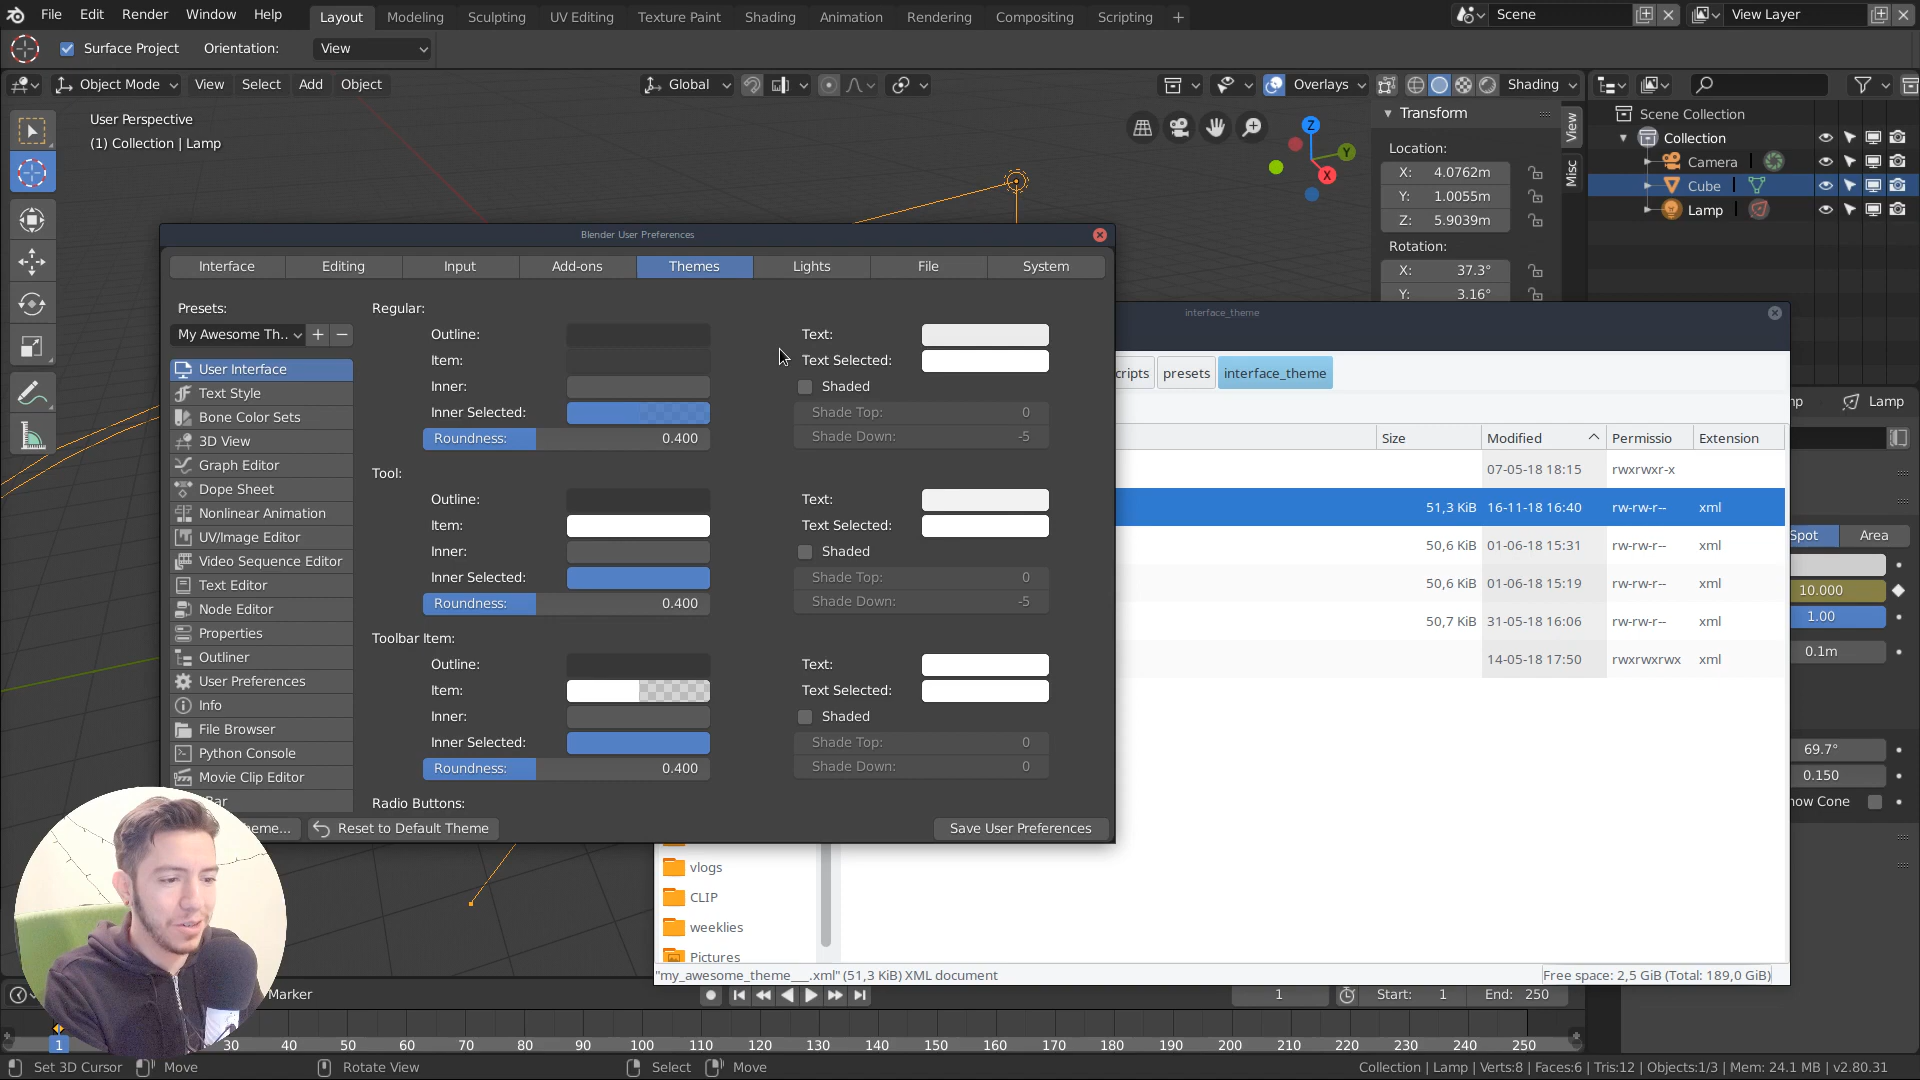 File Edit Render Window Help
Layout Modeling Sculpting UV Editing Texture Paint Shading Animation Rendering Compositing Scripting +
Scene View Layer
Surface Project Orientation: View
Object Mode View Select Add Object Global Overlays Shading
User Perspective
(1) Collection | Lamp
Z
Y
X
Transform
Location:
X: 4.0762m
Y: 1.0055m
Z: 5.9039m
Rotation:
X: 37.3°
Y: 3.16°
View
Misc
Scene Collection
Collection
Camera
Cube
Lamp
Blender User Preferences
Interface Editing Input Add-ons Themes Lights File System
Presets:
My Awesome Th..
User Interface
Text Style
Bone Color Sets
3D View
Graph Editor
Dope Sheet
Nonlinear Animation
UV/Image Editor
Video Sequence Editor
Text Editor
Node Editor
Properties
Outliner
User Preferences
Info
File Browser
Python Console
Movie Clip Editor
Bar
Regular:
Outline: Text:
Item: Text Selected:
Inner: Shaded
Inner Selected: Shade Top: 0
Roundness: 0.400 Shade Down: -5
Tool:
Outline: Text:
Item: Text Selected:
Inner: Shaded
Inner Selected: Shade Top: 0
Roundness: 0.400 Shade Down: -5
Toolbar Item:
Outline: Text:
Item: Text Selected:
Inner: Shaded
Inner Selected: Shade Top: 0
Roundness: 0.400 Shade Down: 0
Radio Buttons:
eme... Reset to Default Theme Save User Preferences
interface_theme
cripts presets interface_theme
Size Modified Permissio Extension
07-05-18 18:15 rwxrwxr-x
51,3 KiB 16-11-18 16:40 rw-rw-r-- xml
50,6 KiB 01-06-18 15:31 rw-rw-r-- xml
50,6 KiB 01-06-18 15:19 rw-rw-r-- xml
50,7 KiB 31-05-18 16:06 rw-rw-r-- xml
14-05-18 17:50 rwxrwxrwx xml
vlogs
CLIP
weeklies
Pictures
"my_awesome_theme___.xml" (51,3 KiB) XML document Free space: 2,5 GiB (Total: 189,0 GiB)
mp Lamp
Spot Area
10.000
1.00
0.1m
69.7°
0.150
how Cone
Marker 1 Start: 1 End: 250
1 30 40 50 60 70 80 90 100 110 120 130 140 150 160 170 180 190 200 210 220 230 240 250
Set 3D Cursor Move Rotate View Select Move Collection | Lamp | Verts:8 | Faces:6 | Tris:12 | Objects:1/3 | Mem: 24.1 MB | v2.80.31